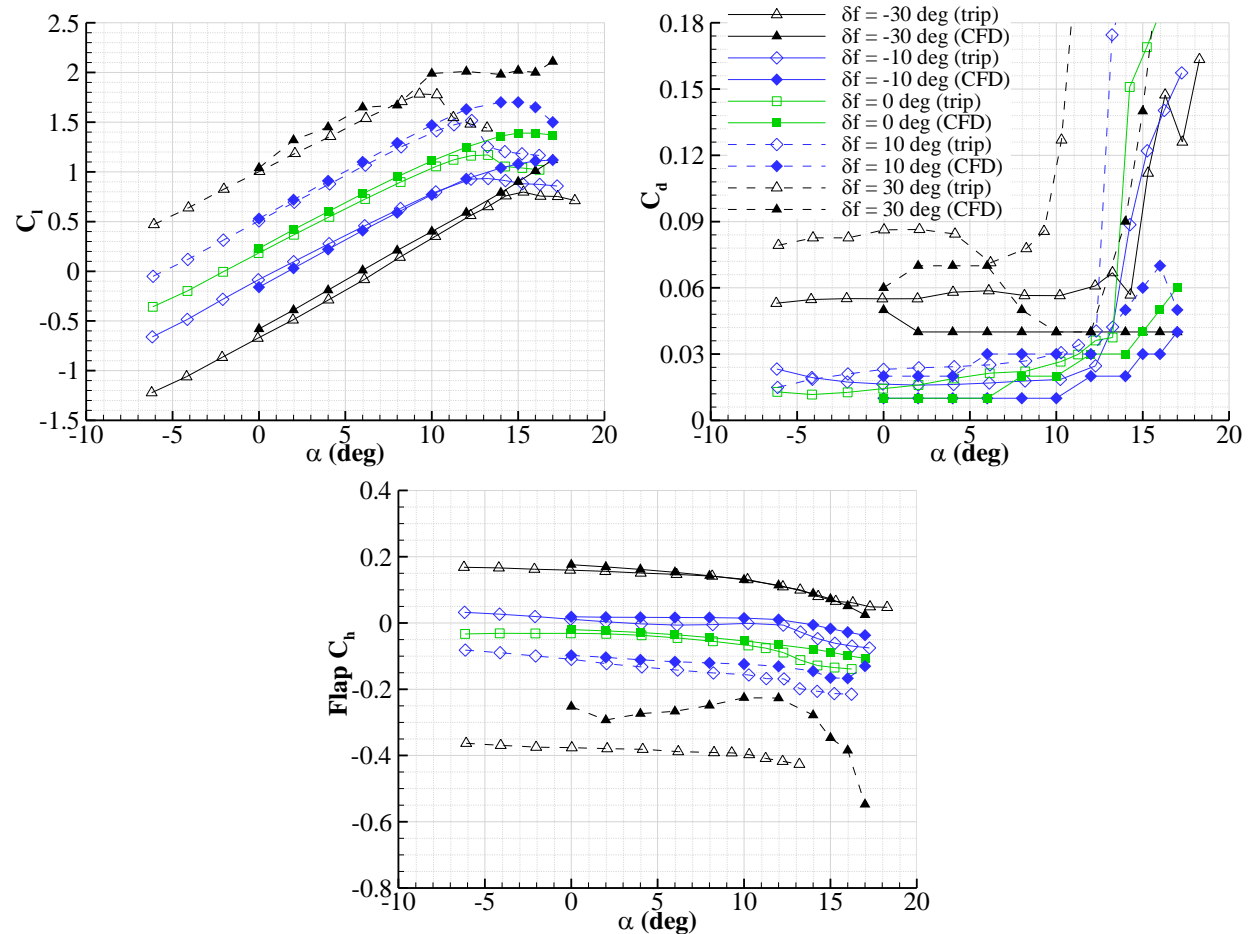 2.5
2
1.5
1
0.5
0
-0.5
-1
-1.5
-10
-5
0
5
10
15
20
C_l
α (deg)
0.18
0.15
0.12
0.09
0.06
0.03
0
-10
-5
0
5
10
15
20
C_d
α (deg)
δf = -30 deg (trip)
δf = -30 deg (CFD)
δf = -10 deg (trip)
δf = -10 deg (CFD)
δf = 0 deg (trip)
δf = 0 deg (CFD)
δf = 10 deg (trip)
δf = 10 deg (CFD)
δf = 30 deg (trip)
δf = 30 deg (CFD)
0.4
0.2
0
-0.2
-0.4
-0.6
-0.8
-10
-5
0
5
10
15
20
Flap C_h
α (deg)